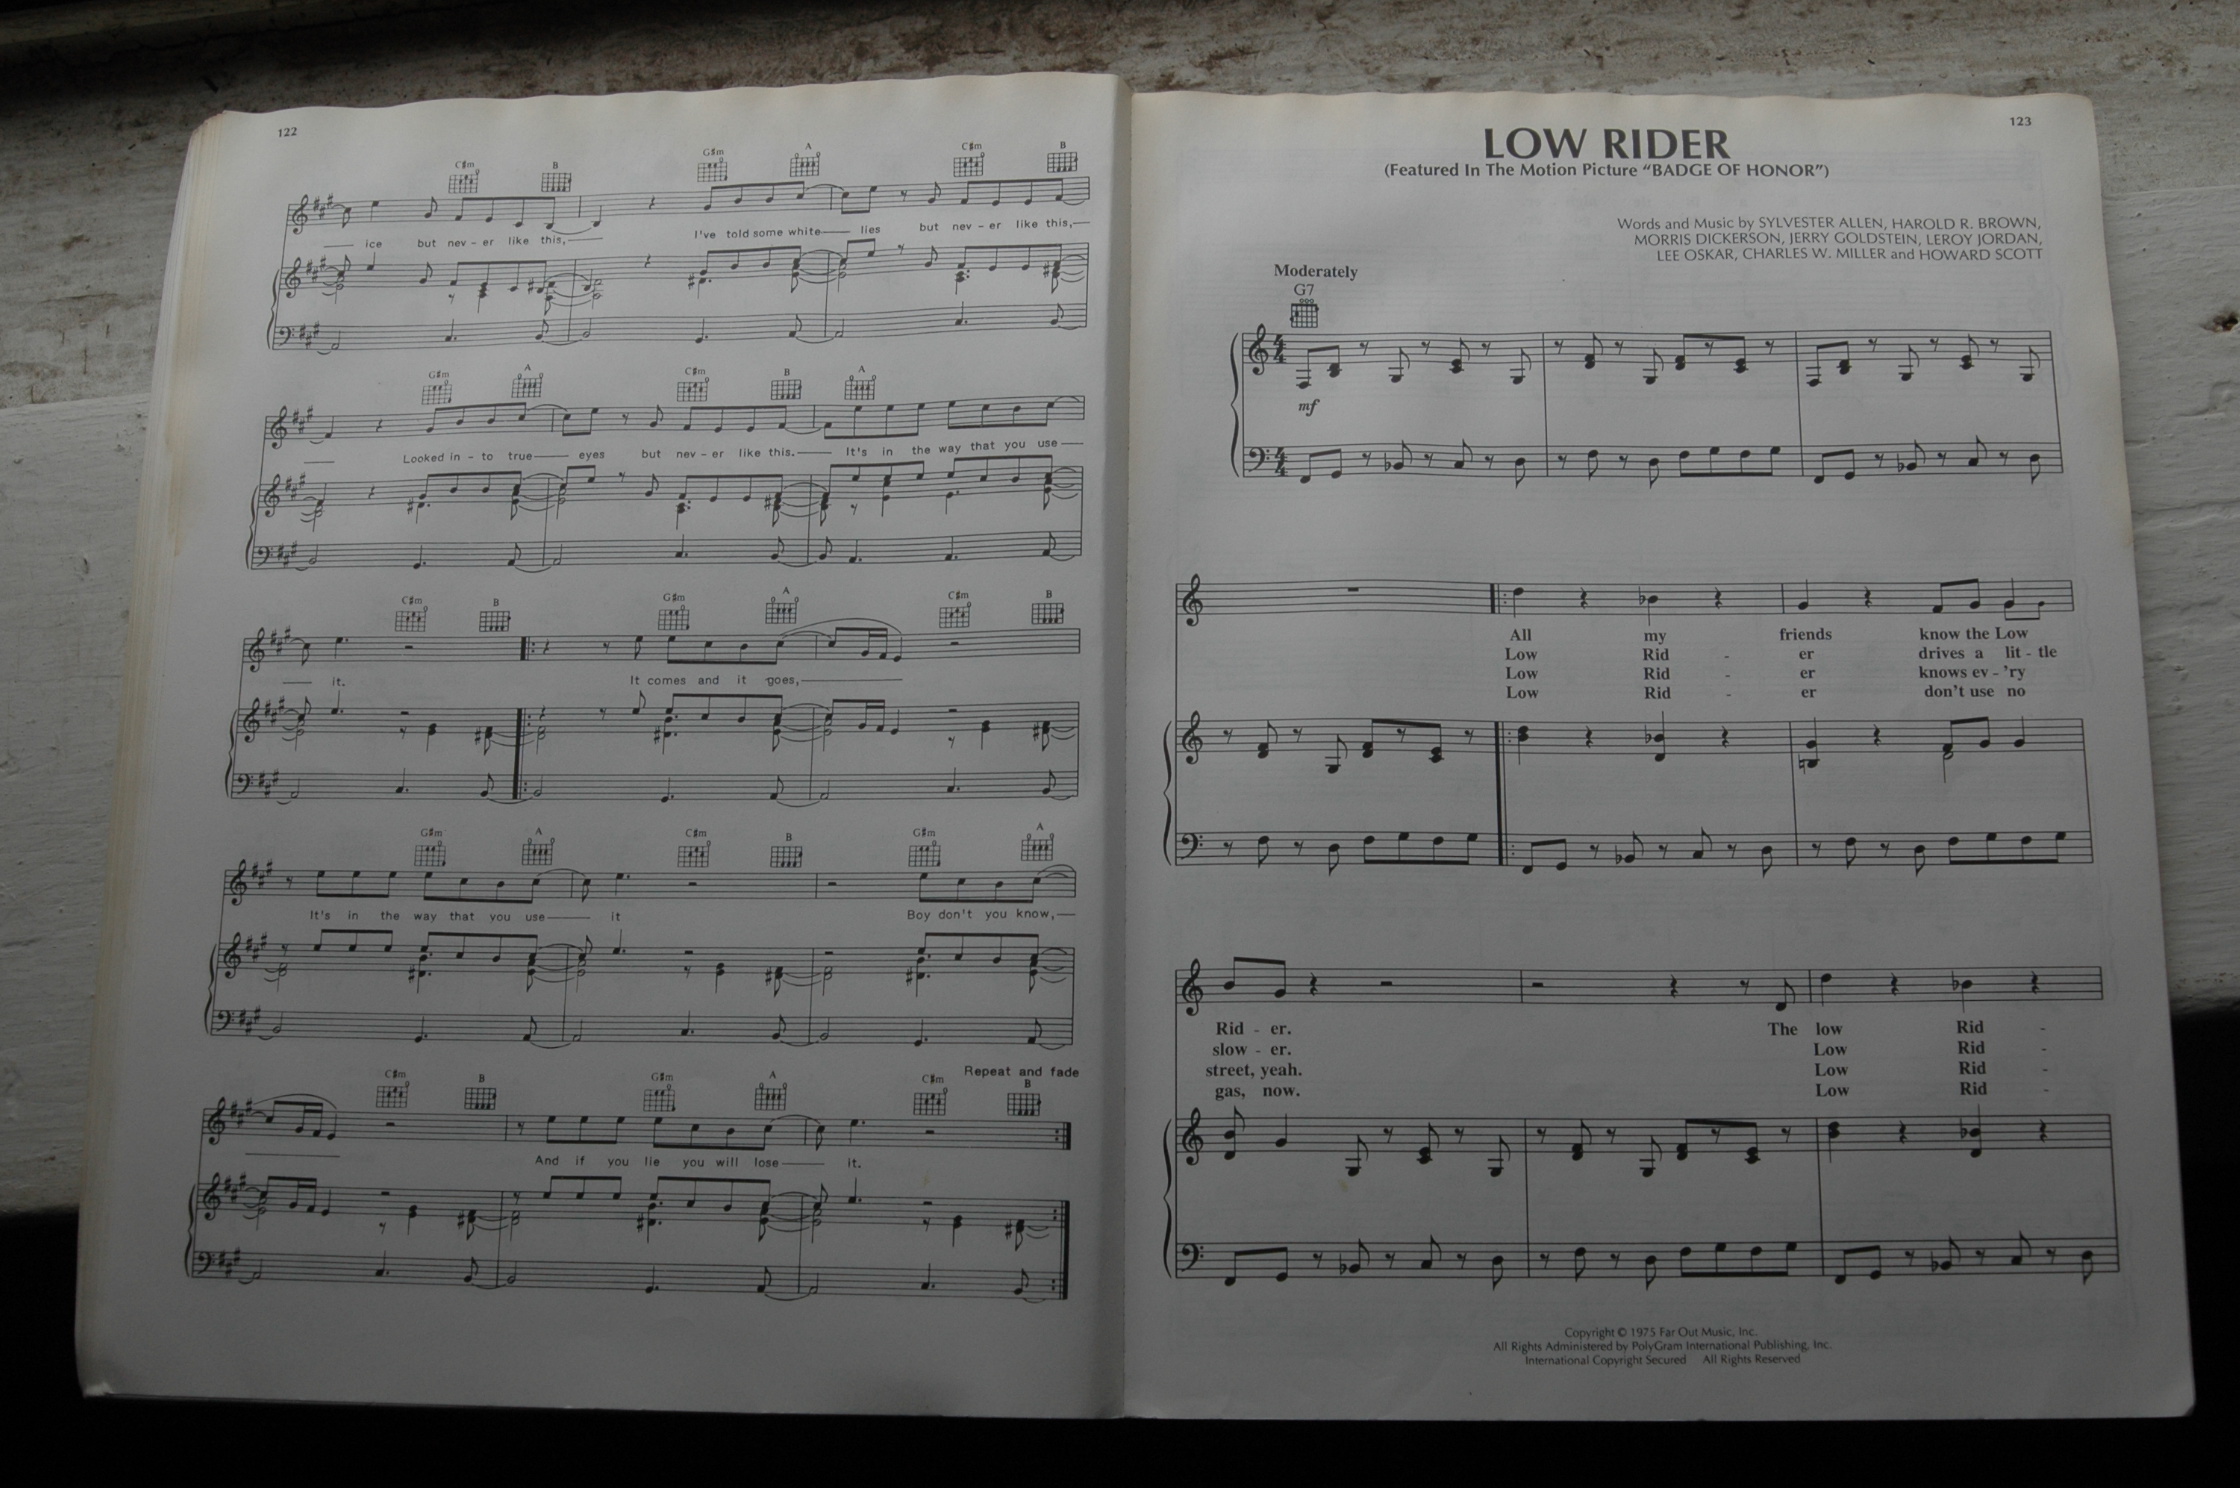 122
C♯m B G♯m A C♯m B
ice but nev - er like this, I've told some white lies but nev - er like this,
G♯m A C♯m B A
Looked in - to true eyes but nev - er like this. It's in the way that you use
C♯m B G♯m A C♯m B
it. It comes and it goes,
G♯m A C♯m B G♯m A
It's in the way that you use it Boy don't you know,
Repeat and fade
C♯m B G♯m A C♯m B
And if you lie you will lose it.
123
LOW RIDER
(Featured In The Motion Picture “BADGE OF HONOR”)
Words and Music by SYLVESTER ALLEN, HAROLD R. BROWN,
MORRIS DICKERSON, JERRY GOLDSTEIN, LEROY JORDAN,
LEE OSKAR, CHARLES W. MILLER and HOWARD SCOTT
Moderately
G7
4
4
mf
4
4
All my friends know the Low
Low Rid - er drives a lit - tle
Low Rid - er knows ev - 'ry
Low Rid - er don't use no
Rid - er. The low Rid -
slow - er. Low Rid -
street, yeah. Low Rid -
gas, now. Low Rid -
Copyright © 1975 Far Out Music, Inc.
All Rights Administered by PolyGram International Publishing, Inc.
International Copyright Secured All Rights Reserved